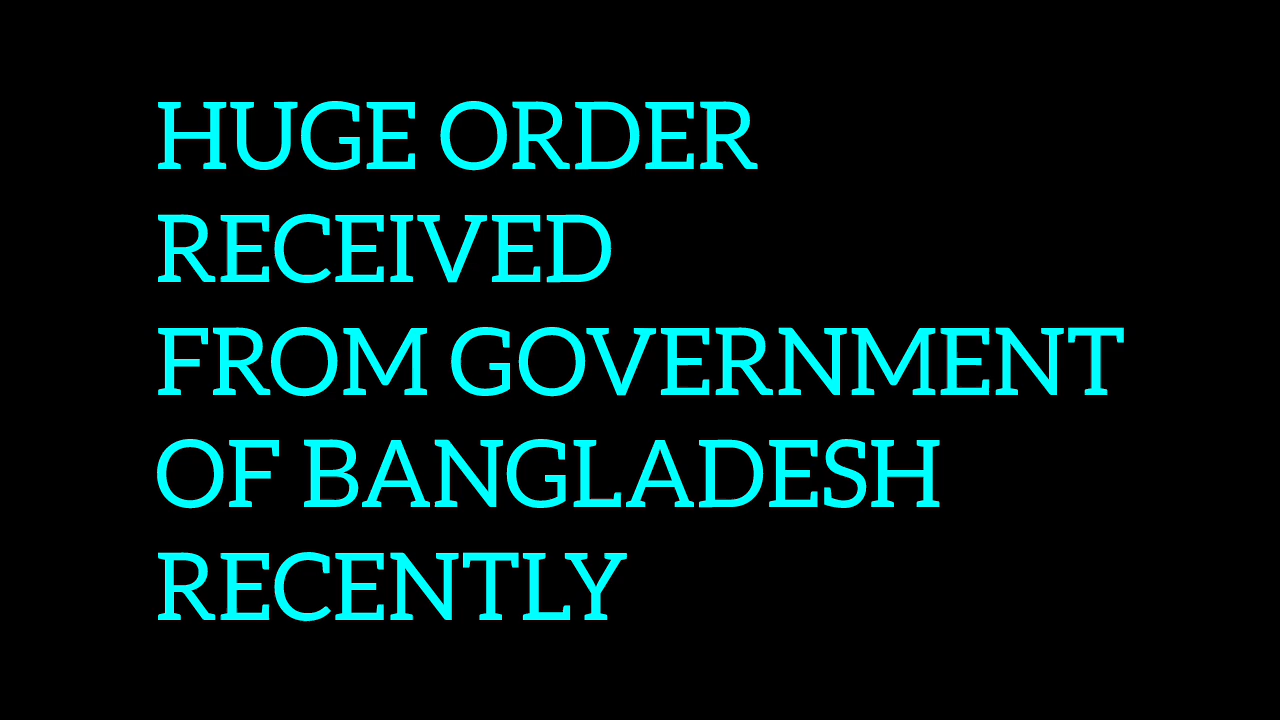 HUGE ORDER
RECEIVED
FROM GOVERNMENT
OF BANGLADESH
RECENTLY